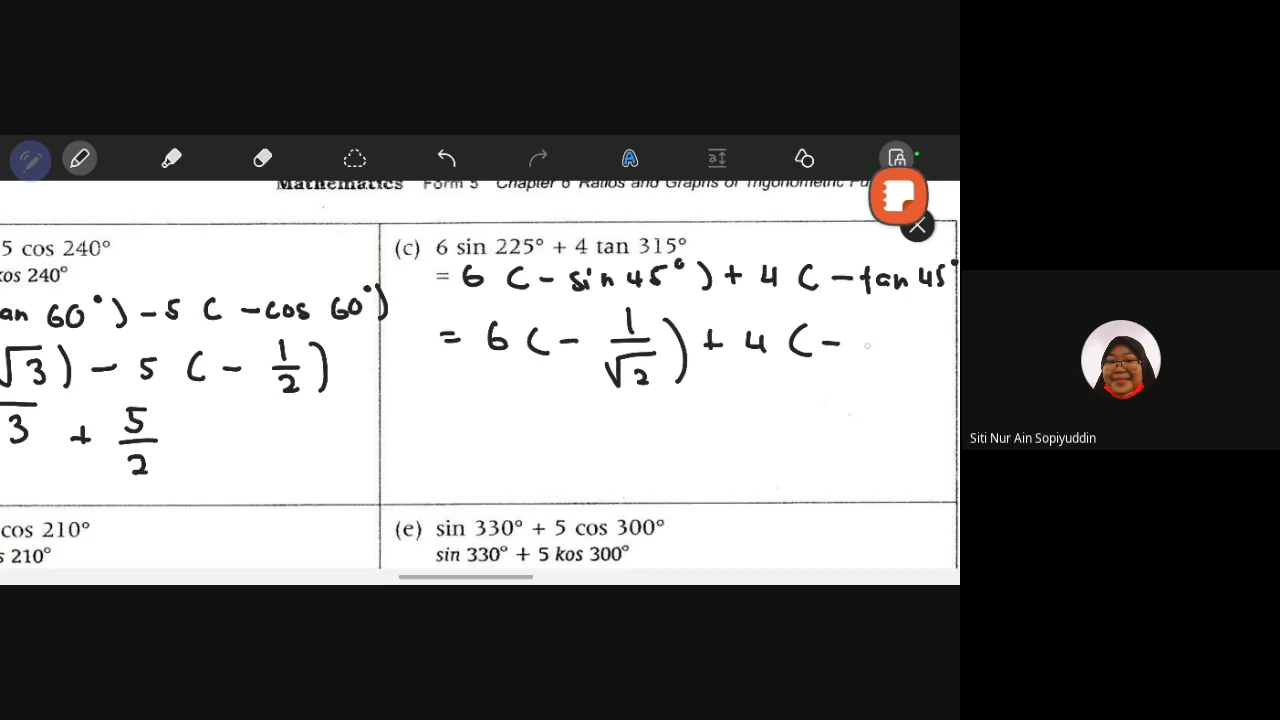 Mathematics Form 5 Chapter 6 Ratios and Graphs of Trigonometric Fu
5 cos 240°
kos 240°
an 60°) - 5 (-cos 60°)
√3) - 5 (- 1/2)
3 + 5/2
(c) 6 sin 225° + 4 tan 315°
= 6 (-sin 45°) + 4 (-tan 45°
= 6 (- 1/√2) + 4 (-
cos 210°
s 210°
(e) sin 330° + 5 cos 300°
sin 330° + 5 kos 300°
Siti Nur Ain Sopiyuddin